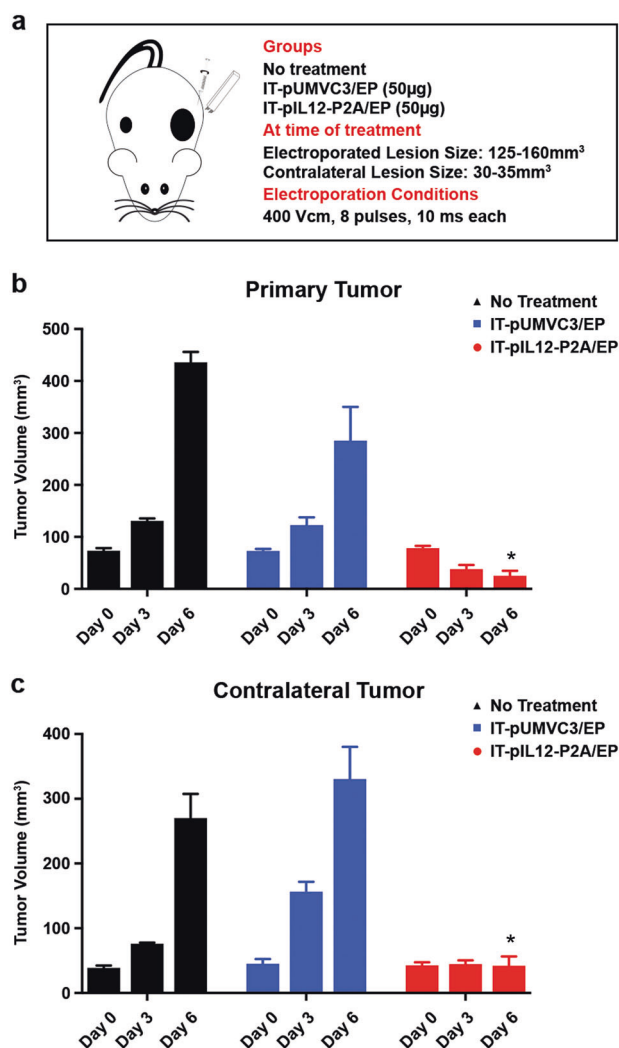 a
Groups
No treatment
IT-pUMVC3/EP (50µg)
IT-pIL12-P2A/EP (50µg)
At time of treatment
Electroporated Lesion Size: 125-160mm³
Contralateral Lesion Size: 30-35mm³
Electroporation Conditions
400 Vcm, 8 pulses, 10 ms each
b
Primary Tumor
▲ No Treatment
■ IT-pUMVC3/EP
● IT-pIL12-P2A/EP
Tumor Volume (mm³)
500
400
300
200
100
0
*
Day 0 Day 3 Day 6 Day 0 Day 3 Day 6 Day 0 Day 3 Day 6
c
Contralateral Tumor
▲ No Treatment
■ IT-pUMVC3/EP
● IT-pIL12-P2A/EP
Tumor Volume (mm³)
400
300
200
100
0
*
Day 0 Day 3 Day 6 Day 0 Day 3 Day 6 Day 0 Day 3 Day 6